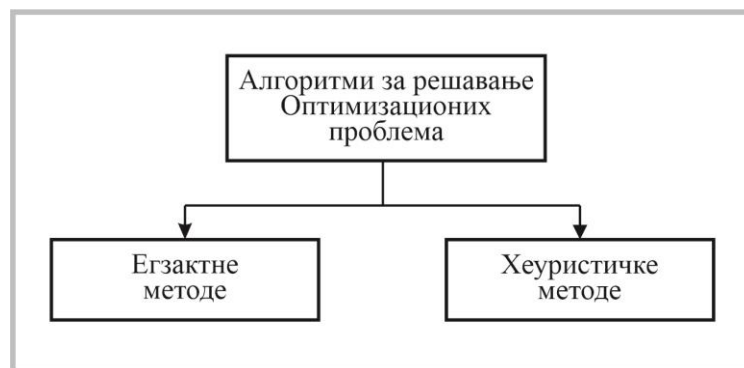 Алгоритми за решавање
Оптимизационих
проблема
Егзактне
методе
Хеуристичке
методе